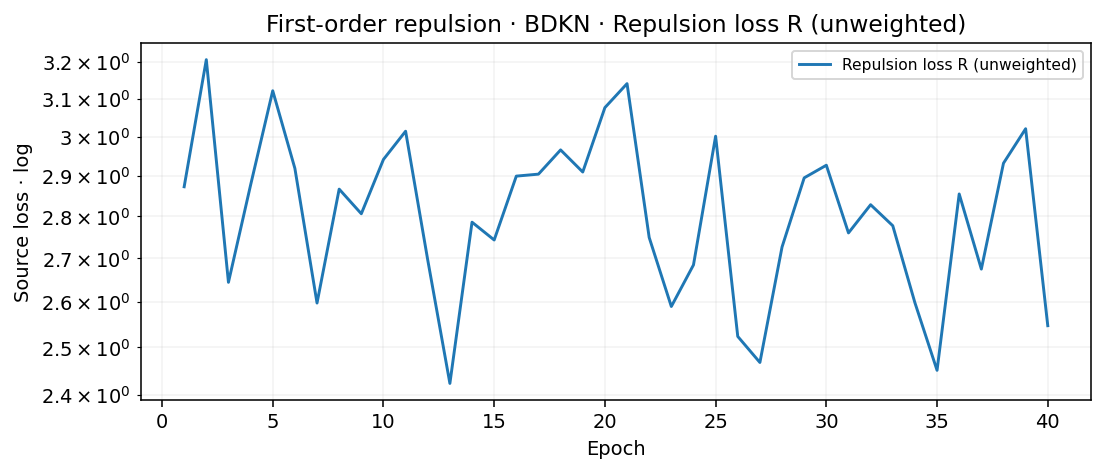 First-order repulsion · BDKN · Repulsion loss R (unweighted)
Repulsion loss R (unweighted)
Source loss · log
3.2 × 10⁰
3.1 × 10⁰
3 × 10⁰
2.9 × 10⁰
2.8 × 10⁰
2.7 × 10⁰
2.6 × 10⁰
2.5 × 10⁰
2.4 × 10⁰
0 5 10 15 20 25 30 35 40
Epoch